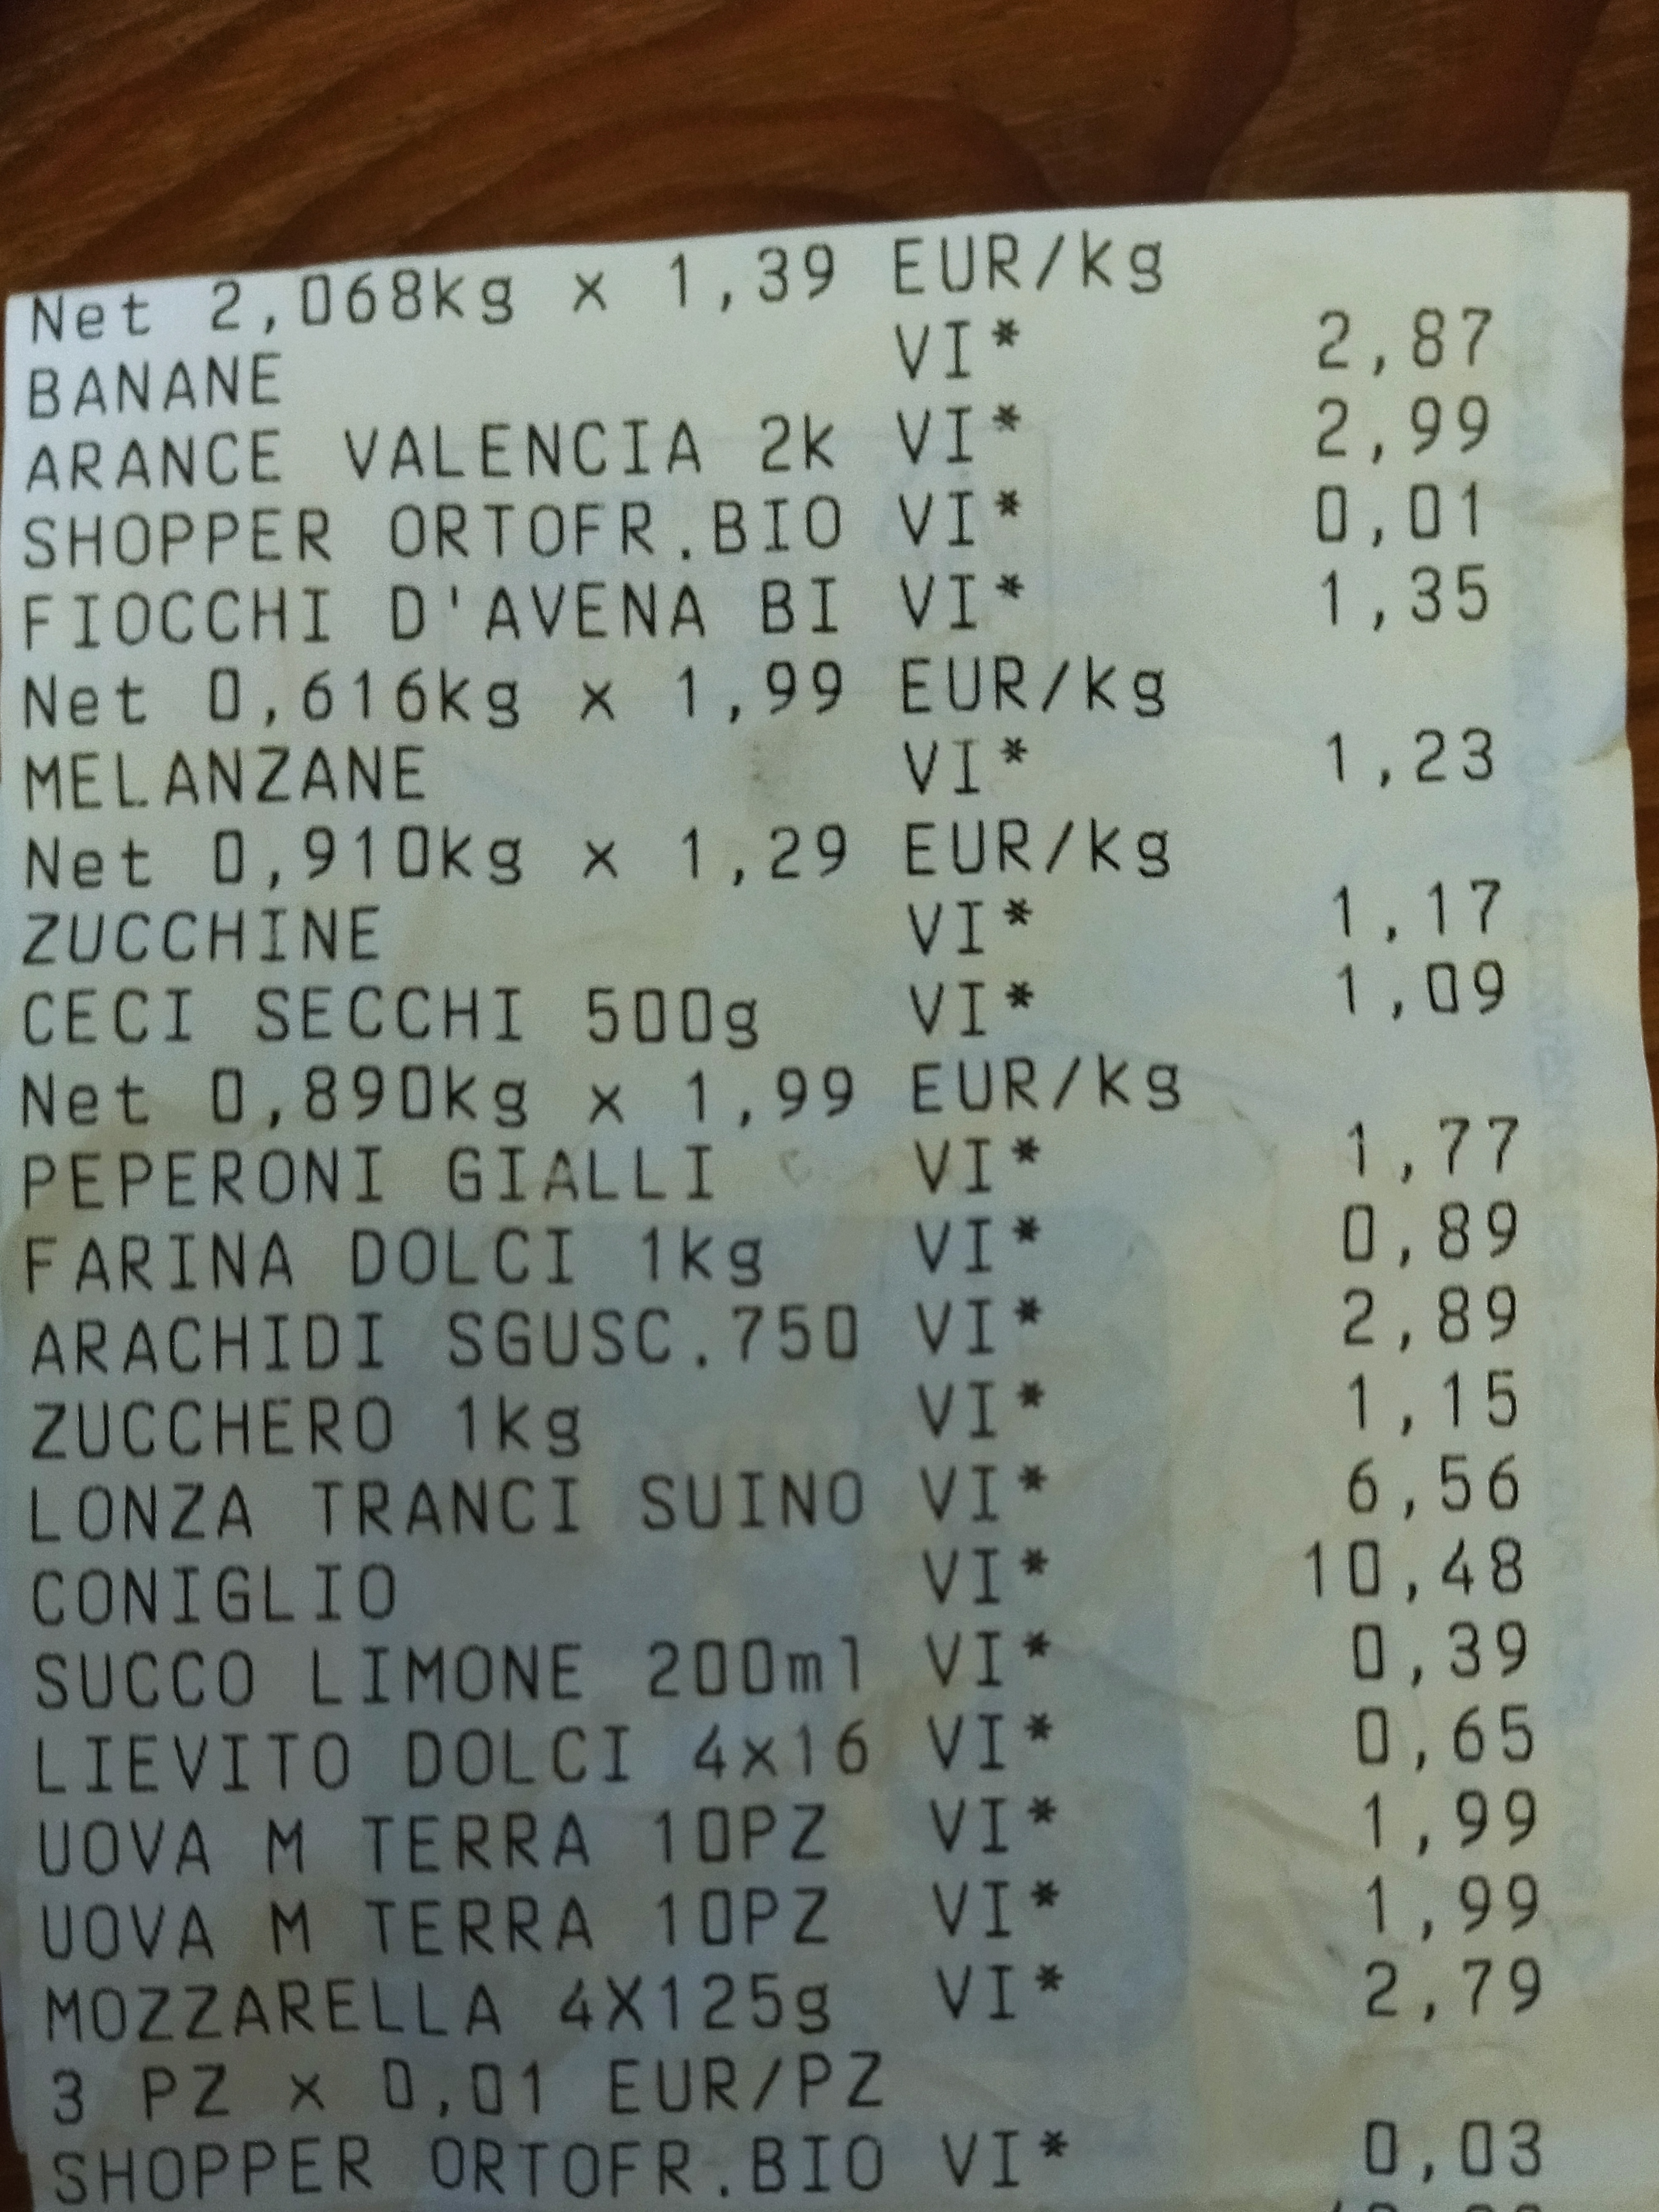 Net 2,068kg x 1,39 EUR/kg
BANANE VI* 2,87
ARANCE VALENCIA 2k VI* 2,99
SHOPPER ORTOFR.BIO VI* 0,01
FIOCCHI D'AVENA BI VI* 1,35
Net 0,616kg x 1,99 EUR/kg
MELANZANE VI* 1,23
Net 0,910kg x 1,29 EUR/kg
ZUCCHINE VI* 1,17
CECI SECCHI 500g VI* 1,09
Net 0,890kg x 1,99 EUR/kg
PEPERONI GIALLI VI* 1,77
FARINA DOLCI 1kg VI* 0,89
ARACHIDI SGUSC.750 VI* 2,89
ZUCCHERO 1kg VI* 1,15
LONZA TRANCI SUINO VI* 6,56
CONIGLIO VI* 10,48
SUCCO LIMONE 200ml VI* 0,39
LIEVITO DOLCI 4x16 VI* 0,65
UOVA M TERRA 10PZ VI* 1,99
UOVA M TERRA 10PZ VI* 1,99
MOZZARELLA 4X125g VI* 2,79
3 PZ x 0,01 EUR/PZ
SHOPPER ORTOFR.BIO VI* 0,03